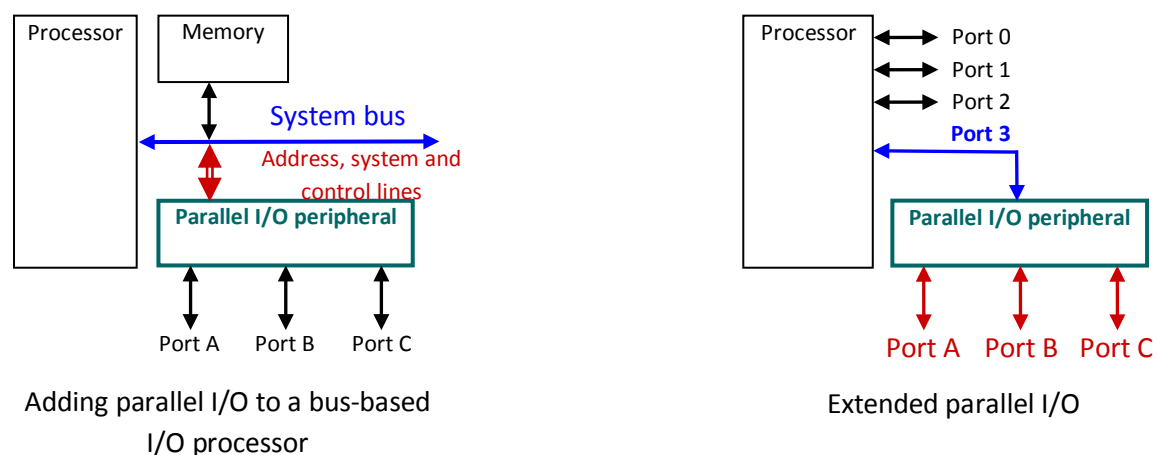 Processor
Memory
System bus
Address, system and
control lines
Parallel I/O peripheral
Port A
Port B
Port C
Adding parallel I/O to a bus-based
I/O processor
Processor
Port 0
Port 1
Port 2
Port 3
Parallel I/O peripheral
Port A
Port B
Port C
Extended parallel I/O